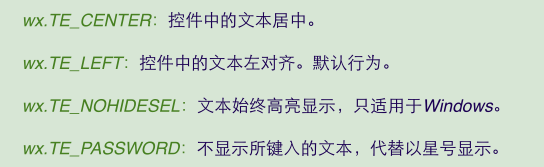 wx.TE_CENTER：控件中的文本居中。
wx.TE_LEFT：控件中的文本左对齐。默认行为。
wx.TE_NOHIDESEL：文本始终高亮显示，只适用于Windows。
wx.TE_PASSWORD：不显示所键入的文本，代替以星号显示。